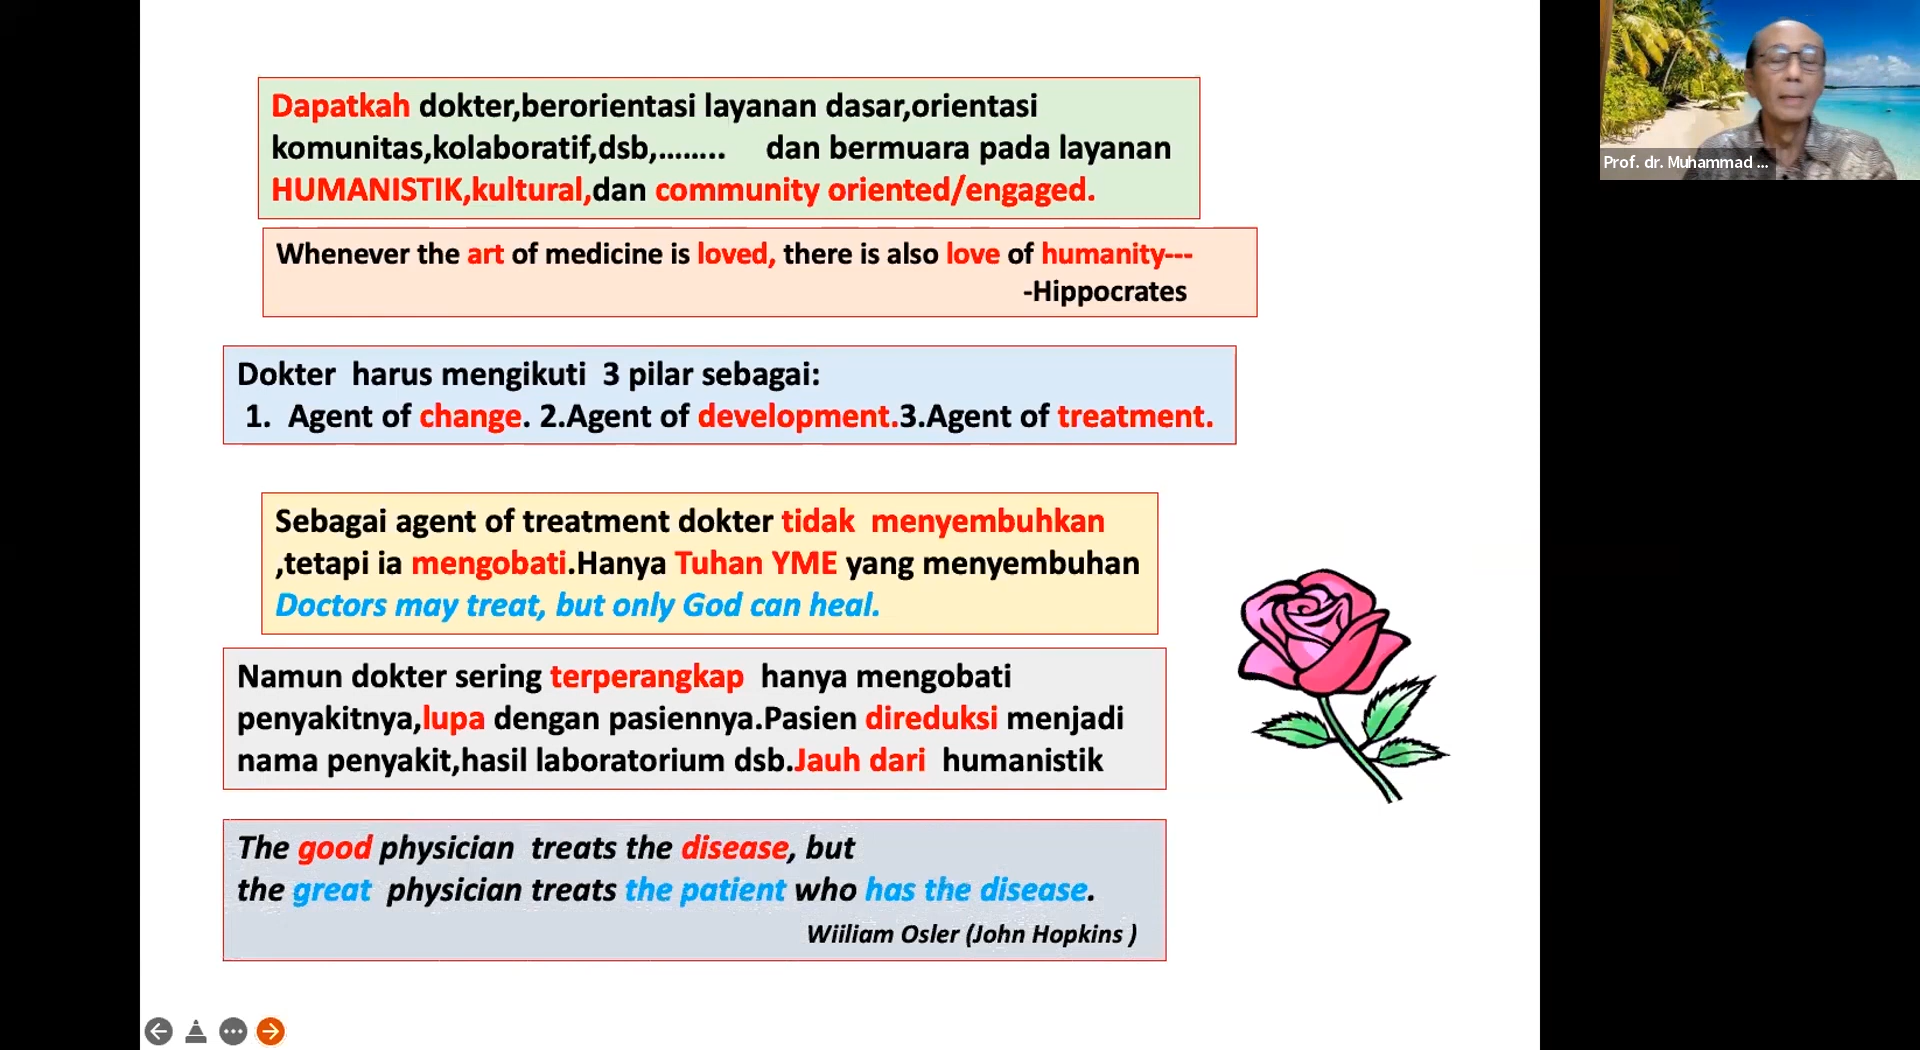 Dapatkah dokter,berorientasi layanan dasar,orientasi
komunitas,kolaboratif,dsb,........ dan bermuara pada layanan
HUMANISTIK,kultural,dan community oriented/engaged.
Whenever the art of medicine is loved, there is also love of humanity---
-Hippocrates
Dokter harus mengikuti 3 pilar sebagai:
1. Agent of change. 2.Agent of development.3.Agent of treatment.
Sebagai agent of treatment dokter tidak menyembuhkan
,tetapi ia mengobati.Hanya Tuhan YME yang menyembuhan
Doctors may treat, but only God can heal.
Namun dokter sering terperangkap hanya mengobati
penyakitnya,lupa dengan pasiennya.Pasien direduksi menjadi
nama penyakit,hasil laboratorium dsb.Jauh dari humanistik
The good physician treats the disease, but
the great physician treats the patient who has the disease.
Wiiliam Osler (John Hopkins )
Prof. dr. Muhammad ...